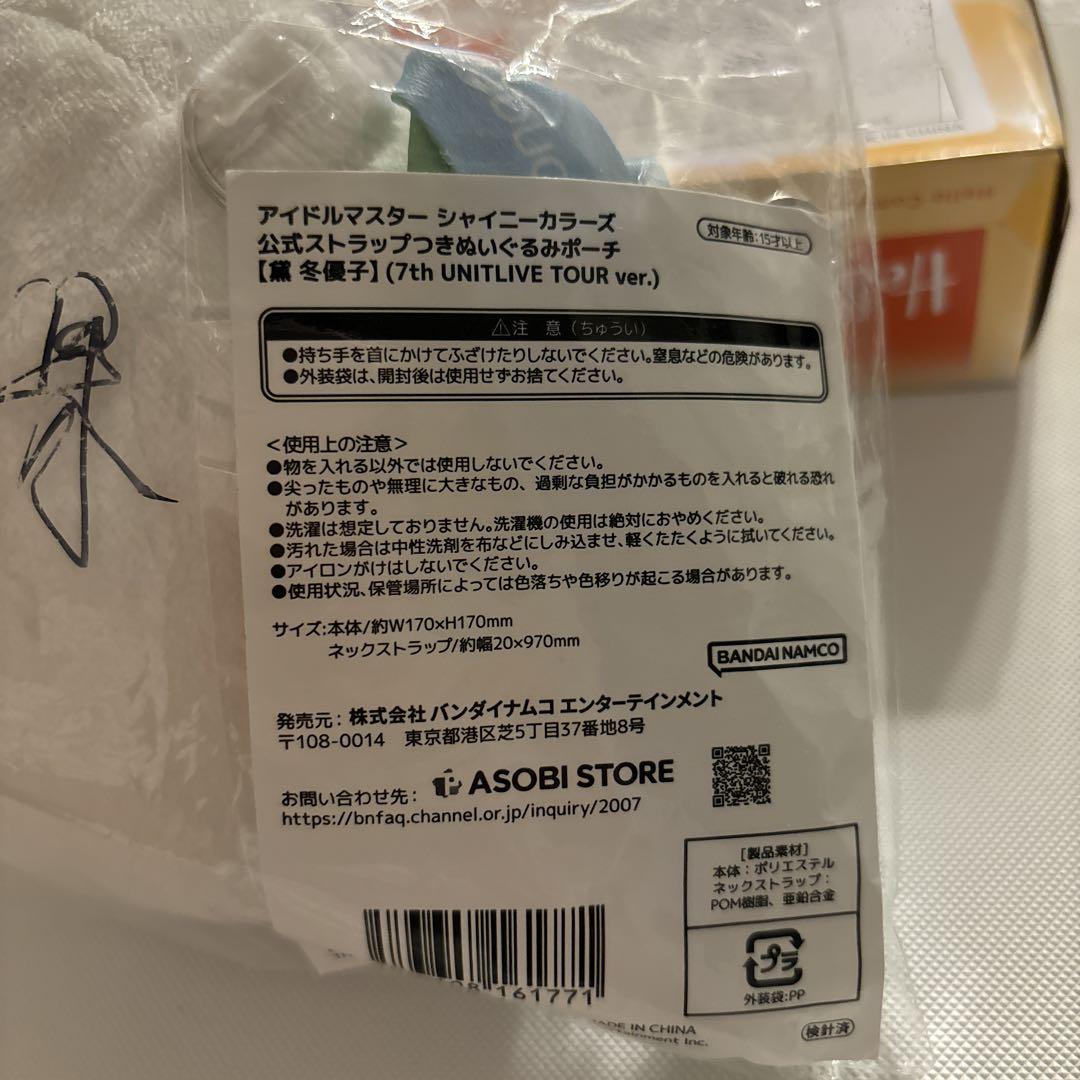 アイドルマスター シャイニーカラーズ
公式ストラップつきぬいぐるみポーチ
【黛 冬優子】(7th UNITLIVE TOUR ver.)
対象年齢:15才以上
⚠注 意(ちゅうい)
●持ち手を首にかけてふざけたりしないでください。窒息などの危険があります。
●外装袋は、開封後は使用せずお捨てください。
<使用上の注意>
●物を入れる以外では使用しないでください。
●尖ったものや無理に大きなもの、過剰な負担がかかるものを入れると破れる恐れ
があります。
●洗濯は想定しておりません。洗濯機の使用は絶対におやめください。
●汚れた場合は中性洗剤を布などにしみ込ませ、軽くたたくように拭いてください。
●アイロンがけはしないでください。
●使用状況、保管場所によっては色落ちや色移りが起こる場合があります。
サイズ:本体/約W170×H170mm
ネックストラップ/約幅20×970mm
BANDAI NAMCO
発売元:株式会社 バンダイナムコ エンターテインメント
〒108-0014 東京都港区芝5丁目37番地8号
お問い合わせ先: ASOBI STORE
https://bnfaq.channel.or.jp/inquiry/2007
[製品素材]
本体:ポリエステル
ネックストラップ:
POM樹脂、亜鉛合金
プラ
外装袋:PP
161771
MADE IN CHINA
Inc.
検針済